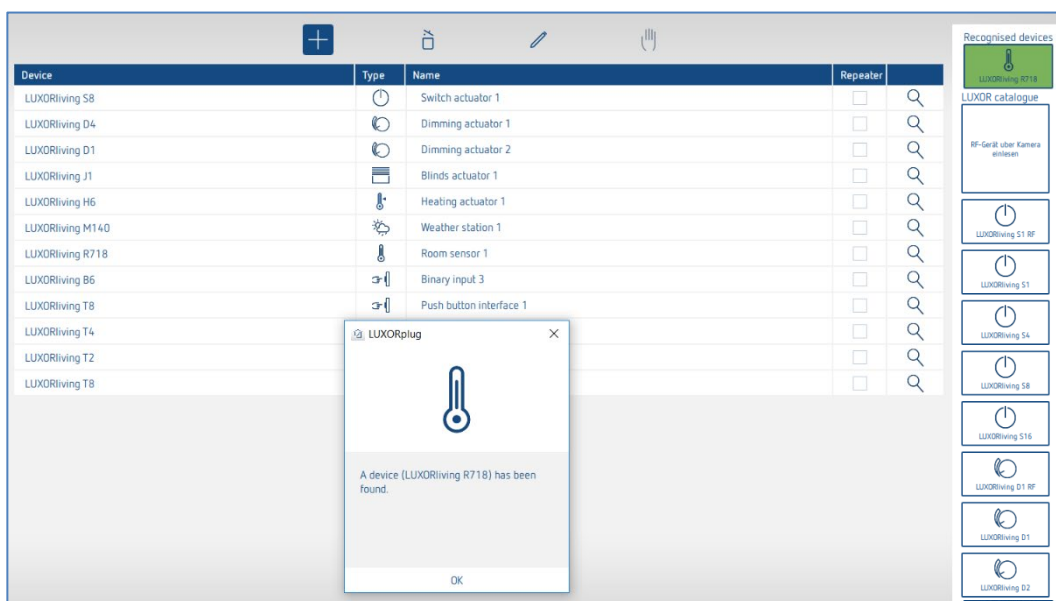 Recognised devices
LUXORliving R718
LUXOR catalogue
RF-Gerät über Kamera
einlesen
LUXORliving S1 RF
LUXORliving S1
LUXORliving S4
LUXORliving S8
LUXORliving S16
LUXORliving D1 RF
LUXORliving D1
LUXORliving D2
Device Type Name Repeater
LUXORliving S8 Switch actuator 1
LUXORliving D4 Dimming actuator 1
LUXORliving D1 Dimming actuator 2
LUXORliving J1 Blinds actuator 1
LUXORliving H6 Heating actuator 1
LUXORliving M140 Weather station 1
LUXORliving R718 Room sensor 1
LUXORliving B6 Binary input 3
LUXORliving T8 Push button interface 1
LUXORliving T4
LUXORliving T2
LUXORliving T8
LUXORplug
A device (LUXORliving R718) has been
found.
OK